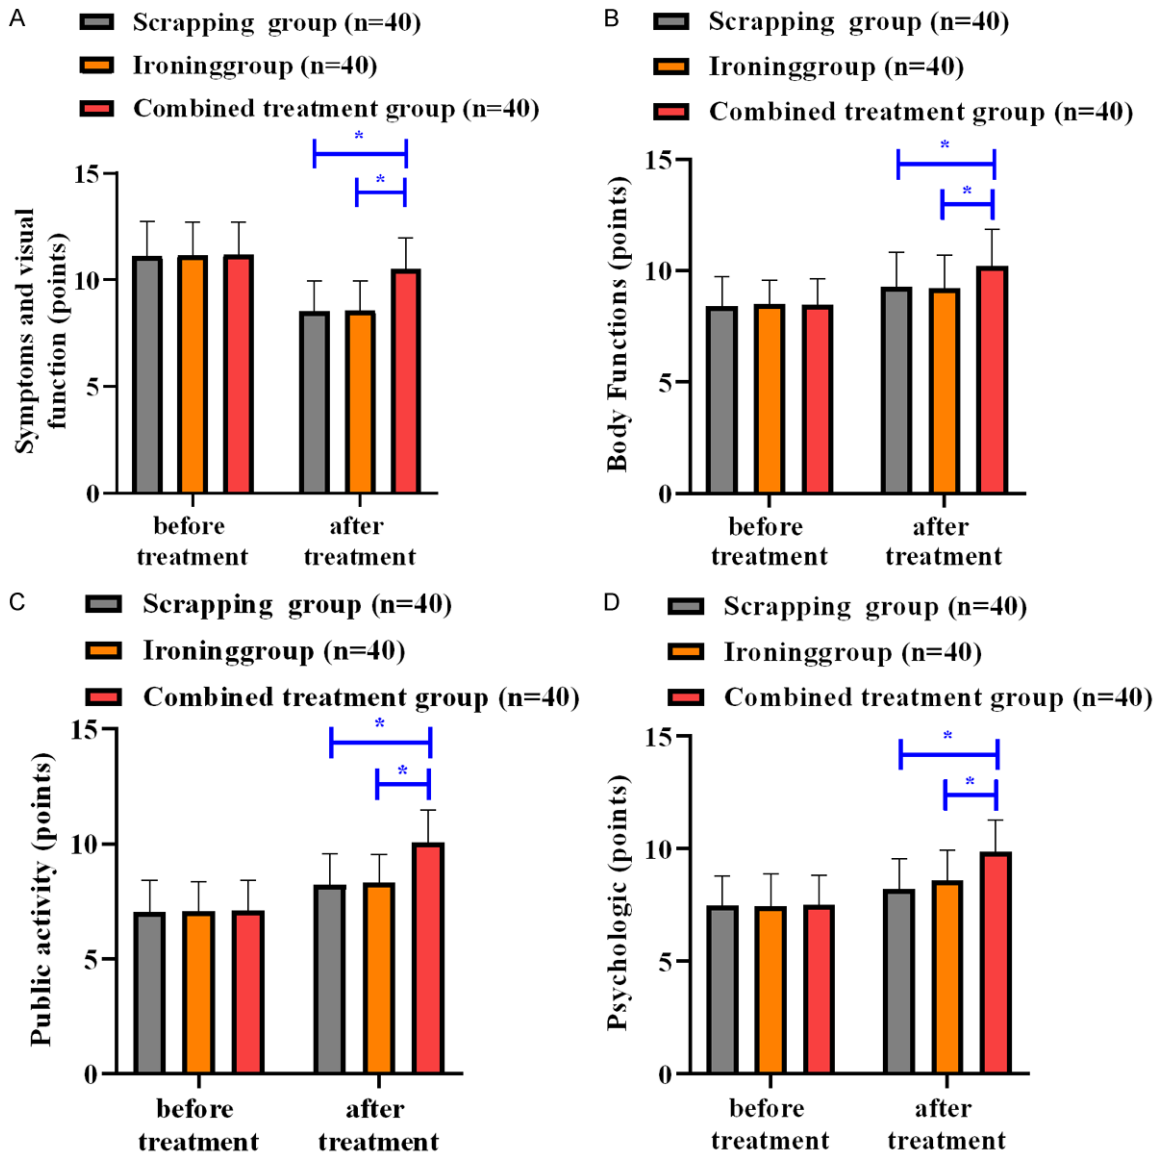 A
Scrapping group (n=40)
Ironinggroup (n=40)
Combined treatment group (n=40)
*
*
15
10
5
0
Symptoms and visual
function (points)
before
treatment
after
treatment
B
Scrapping group (n=40)
Ironinggroup (n=40)
Combined treatment group (n=40)
*
*
15
10
5
0
Body Functions (points)
before
treatment
after
treatment
C
Scrapping group (n=40)
Ironinggroup (n=40)
Combined treatment group (n=40)
*
*
15
10
5
0
Public activity (points)
before
treatment
after
treatment
D
Scrapping group (n=40)
Ironinggroup (n=40)
Combined treatment group (n=40)
*
*
15
10
5
0
Psychologic (points)
before
treatment
after
treatment